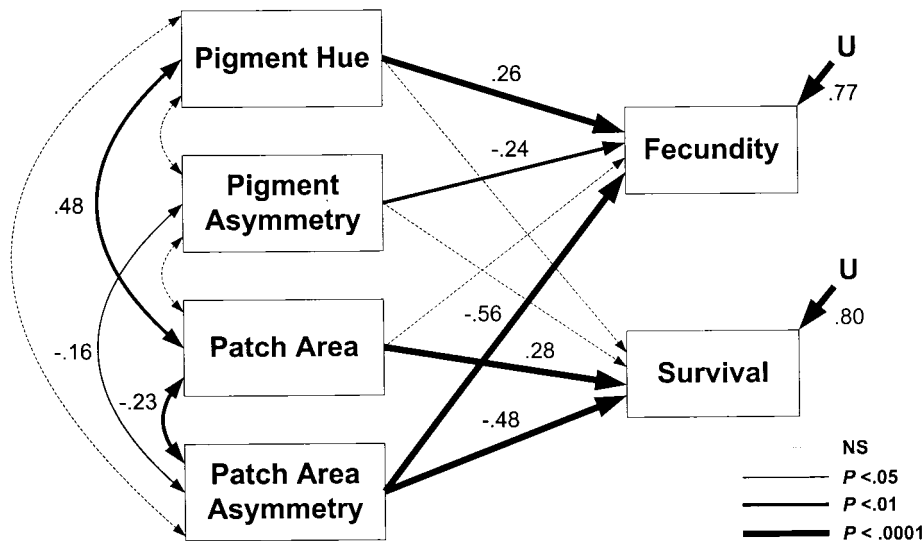 Pigment Hue
Pigment
Asymmetry
Patch Area
Patch Area
Asymmetry
.48
-.16
-.23
.26
-.24
-.56
.28
-.48
U
.77
Fecundity
U
.80
Survival
NS
P <.05
P <.01
P < .0001